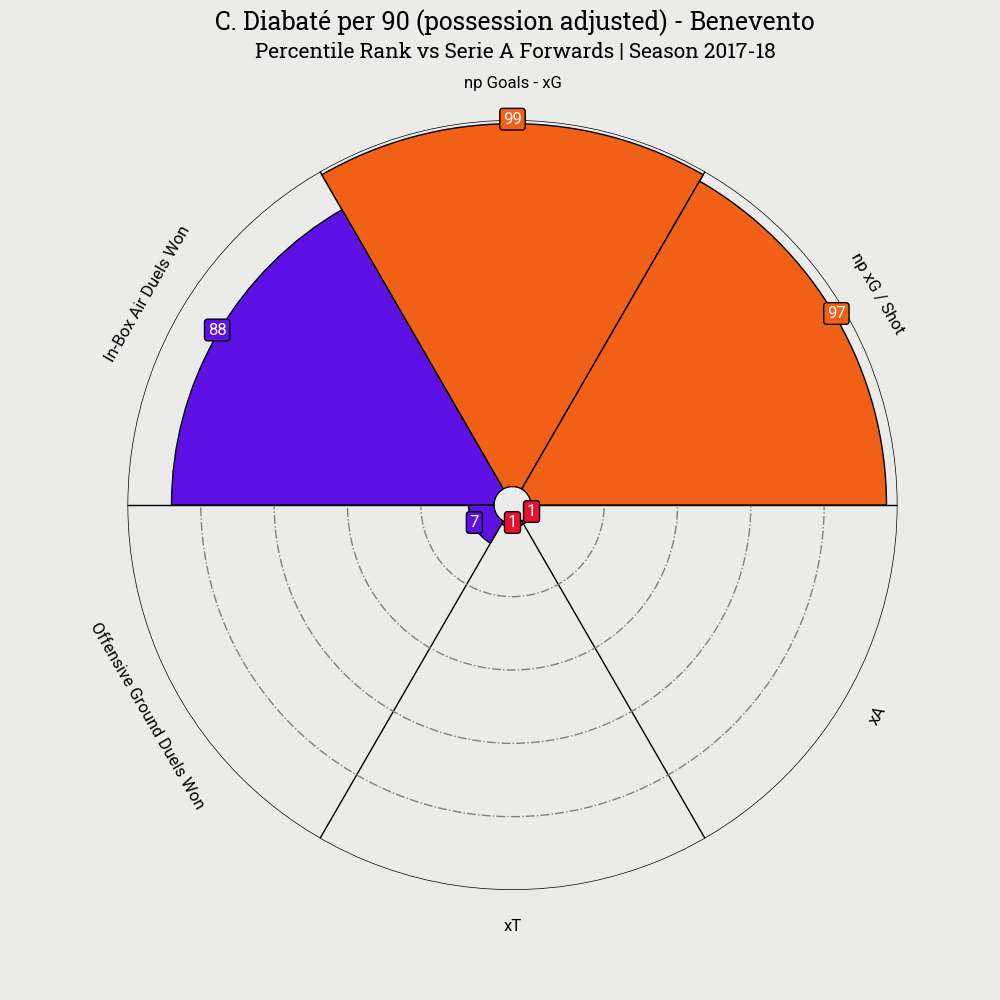 C. Diabaté per 90 (possession adjusted) - Benevento
Percentile Rank vs Serie A Forwards | Season 2017-18
np Goals - xG
99
In-Box Air Duels Won
88
np xG / Shot
97
7
1
1
Offensive Ground Duels Won
xA
xT